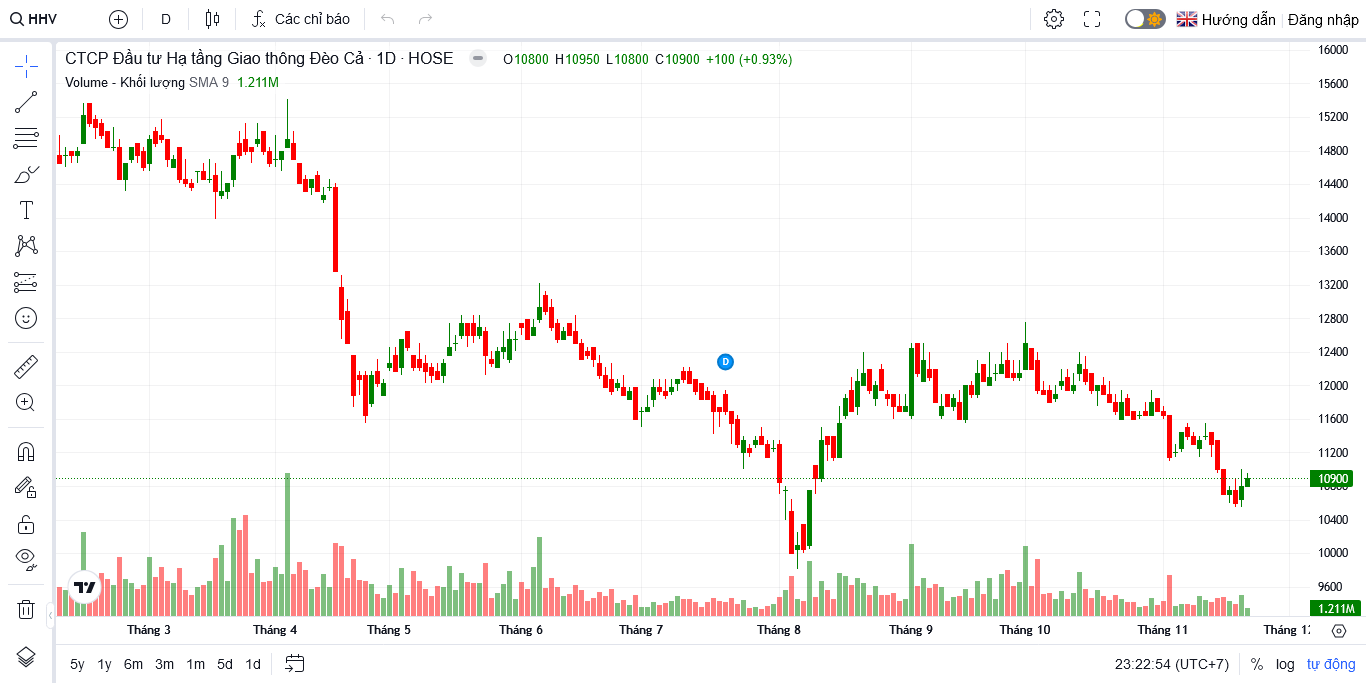 HHV D Các chỉ báo Hướng dẫn Đăng nhập
CTCP Đầu tư Hạ tầng Giao thông Đèo Cả · 1D · HOSE O10800 H10950 L10800 C10900 +100 (+0.93%)
Volume - Khối lượng SMA 9 1.211M
16000
15600
15200
14800
14400
14000
13600
13200
12800
12400
D
12000
11600
11200
10900
10800
10400
10000
9600
1.211M
Tháng 3 Tháng 4 Tháng 5 Tháng 6 Tháng 7 Tháng 8 Tháng 9 Tháng 10 Tháng 11 Tháng 12
5y 1y 6m 3m 1m 5d 1d 23:22:54 (UTC+7) % log tự động